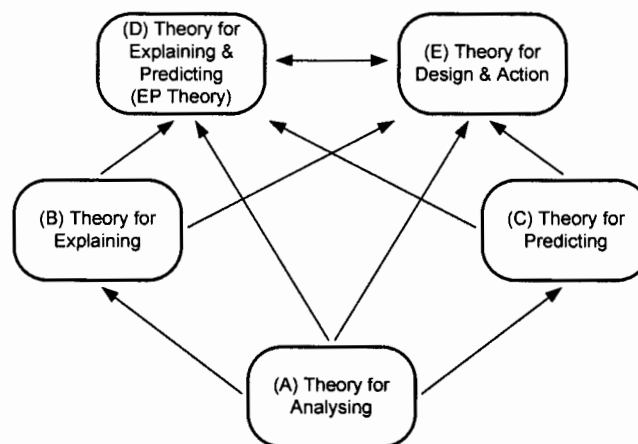 (D) Theory for
Explaining &
Predicting
(EP Theory)
(E) Theory for
Design & Action
(B) Theory for
Explaining
(C) Theory for
Predicting
(A) Theory for
Analysing